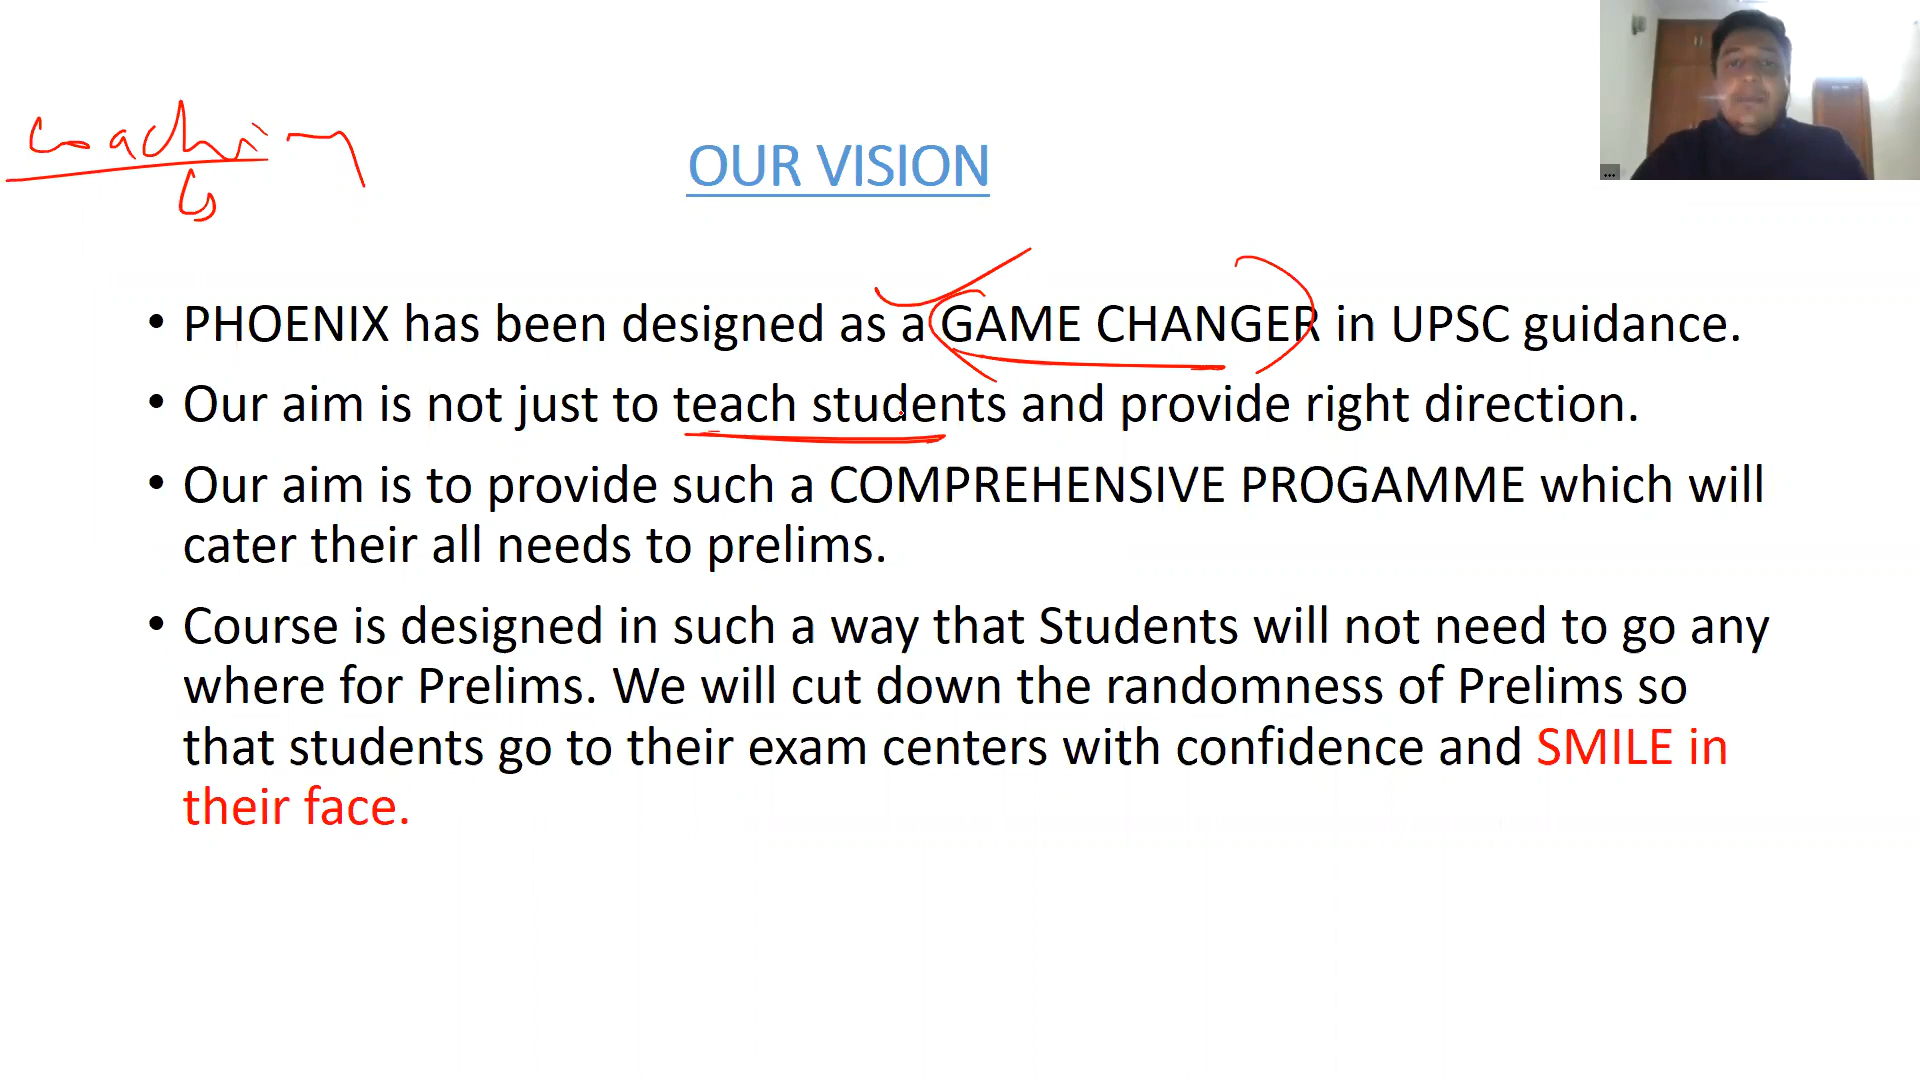 coaching
OUR VISION
• PHOENIX has been designed as a GAME CHANGER in UPSC guidance.
• Our aim is not just to teach students and provide right direction.
• Our aim is to provide such a COMPREHENSIVE PROGAMME which will
cater their all needs to prelims.
• Course is designed in such a way that Students will not need to go any
where for Prelims. We will cut down the randomness of Prelims so
that students go to their exam centers with confidence and SMILE in
their face.